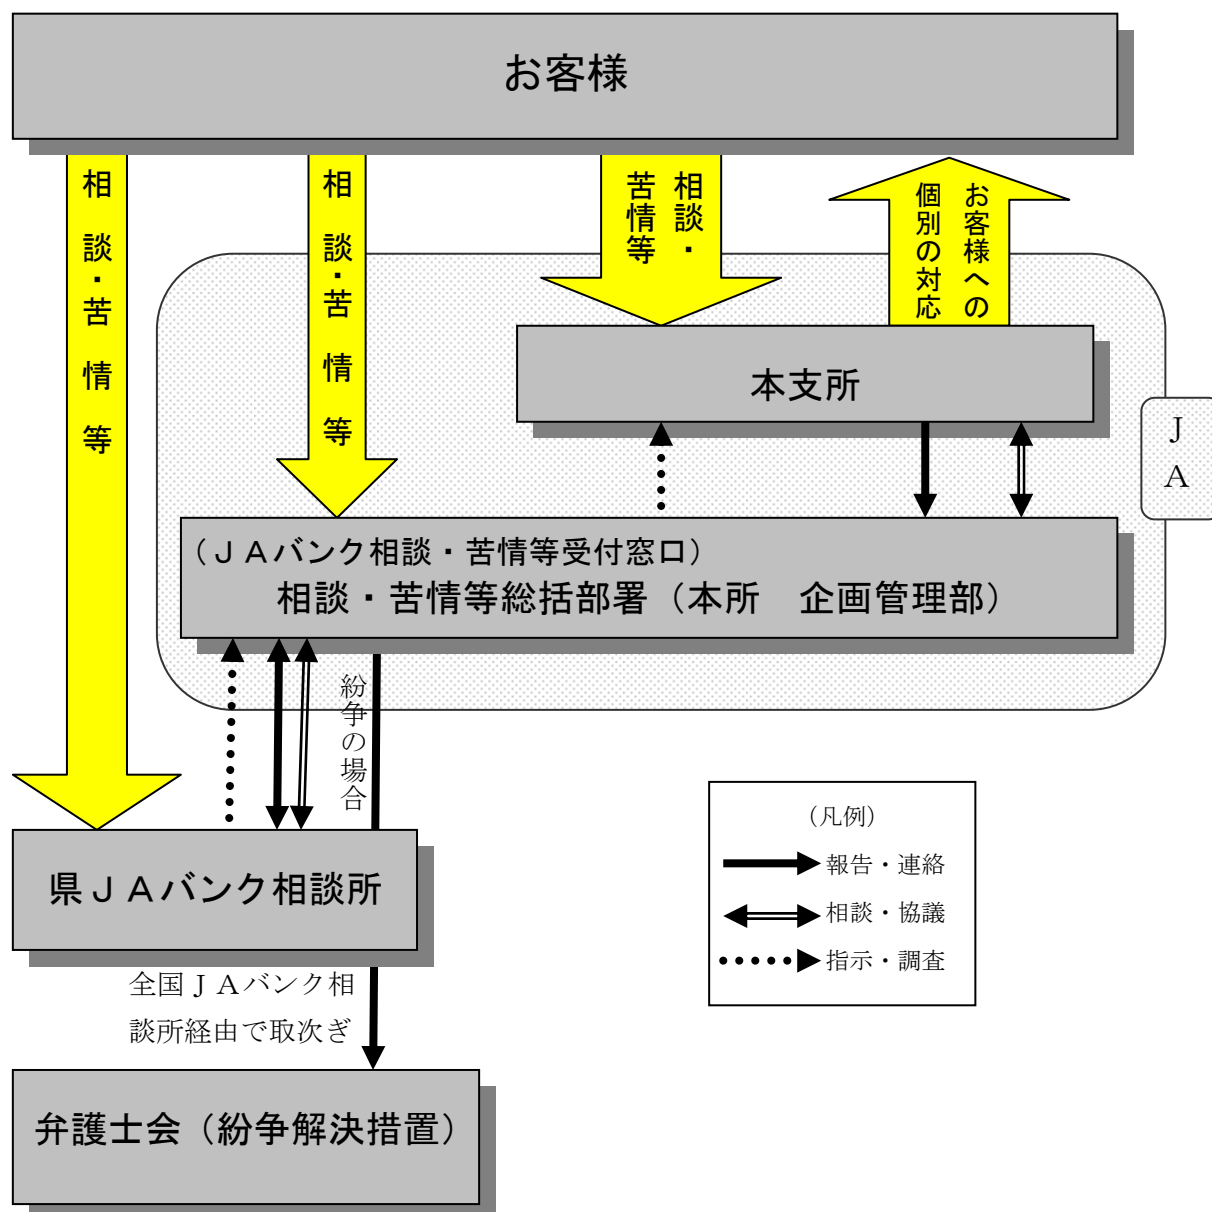 お客様
相談・苦情等
相談・苦情等
相談・
苦情等
お客様への
個別の対応
本支所
ＪＡ
（ＪＡバンク相談・苦情等受付窓口）
相談・苦情等総括部署（本所　企画管理部）
紛争の場合
県ＪＡバンク相談所
（凡例）
報告・連絡
相談・協議
指示・調査
全国ＪＡバンク相
談所経由で取次ぎ
弁護士会（紛争解決措置）